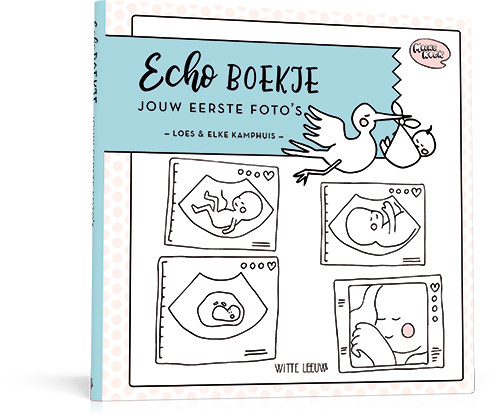 Echo BOEKJE
JOUW EERSTE FOTO'S
– LOES & ELKE KAMPHUIS –
WITTE LEEUW